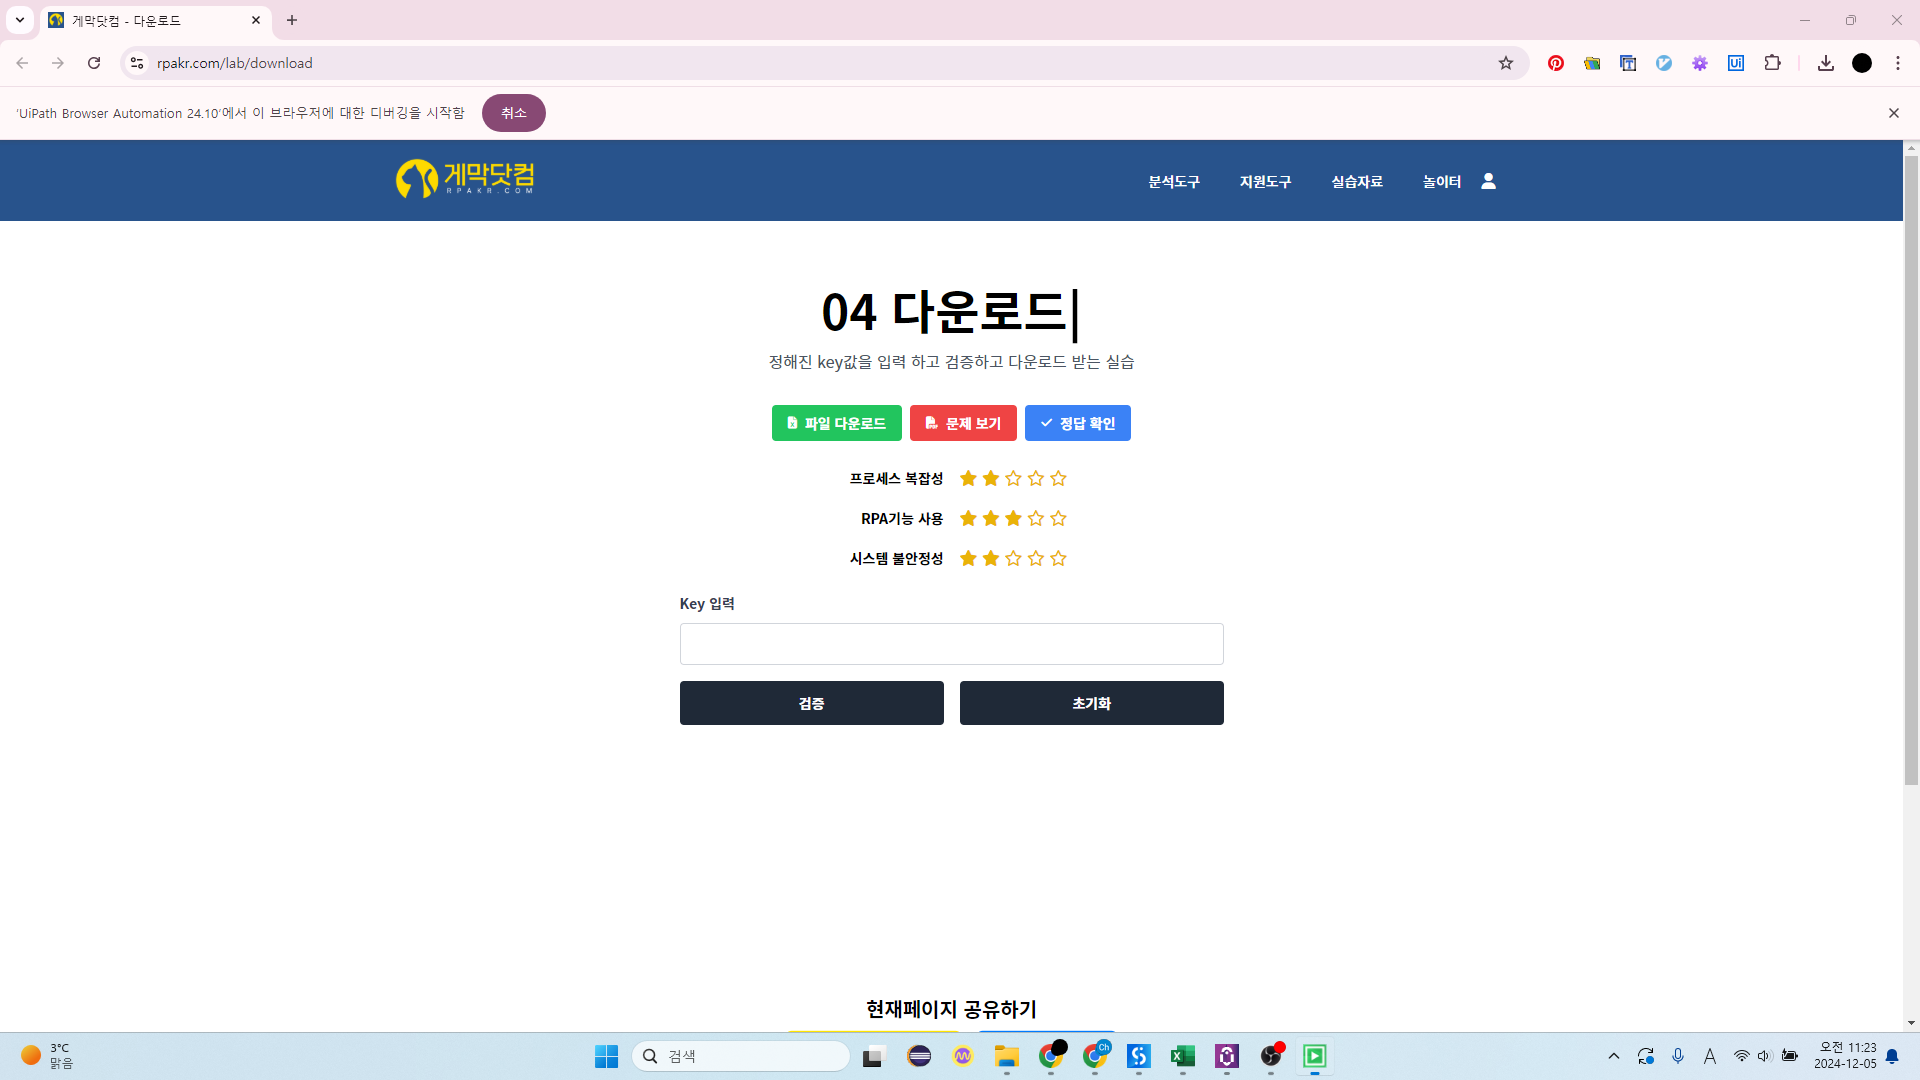 게막닷컴 - 다운로드
rpakr.com/lab/download
'UiPath Browser Automation 24.10'에서 이 브라우저에 대한 디버깅을 시작함
취소
게막닷컴
RPAKR.COM
분석도구
지원도구
실습자료
놀이터
04 다운로드
정해진 key값을 입력 하고 검증하고 다운로드 받는 실습
파일 다운로드
문제 보기
정답 확인
프로세스 복잡성
RPA기능 사용
시스템 불안정성
Key 입력
검증
초기화
현재페이지 공유하기
3°C
맑음
검색
Ch
A
오전 11:23
2024-12-05